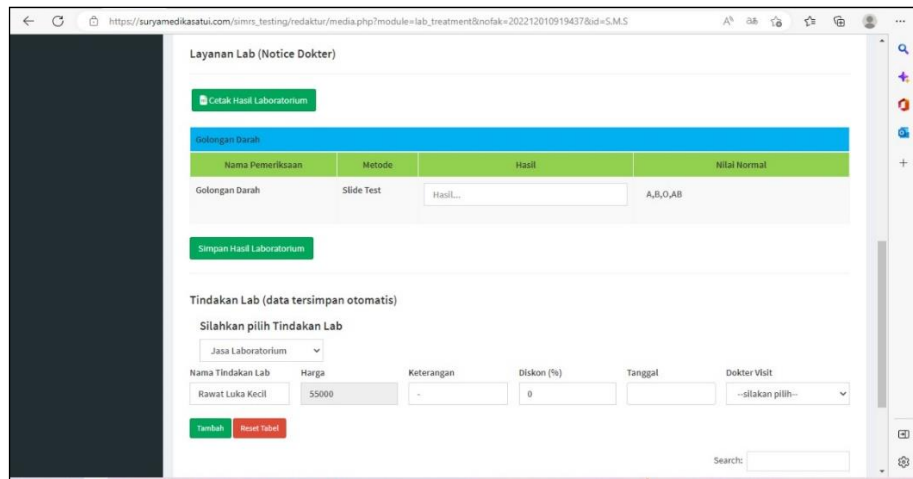 https://suryamedikasatui.com/simrs_testing/redaktur/media.php?module=lab_treatment&nofak=202212010919437&id=S.M.S
Layanan Lab (Notice Dokter)
Cetak Hasil Laboratorium
Golongan Darah
Nama Pemeriksaan Metode Hasil Nilai Normal
Golongan Darah Slide Test Hasil... A,B,O,AB
Simpan Hasil Laboratorium
Tindakan Lab (data tersimpan otomatis)
Silahkan pilih Tindakan Lab
Jasa Laboratorium
Nama Tindakan Lab Harga Keterangan Diskon (%) Tanggal Dokter Visit
Rawat Luka Kecil 55000 - 0 --silakan pilih--
Tambah Reset Tabel
Search: